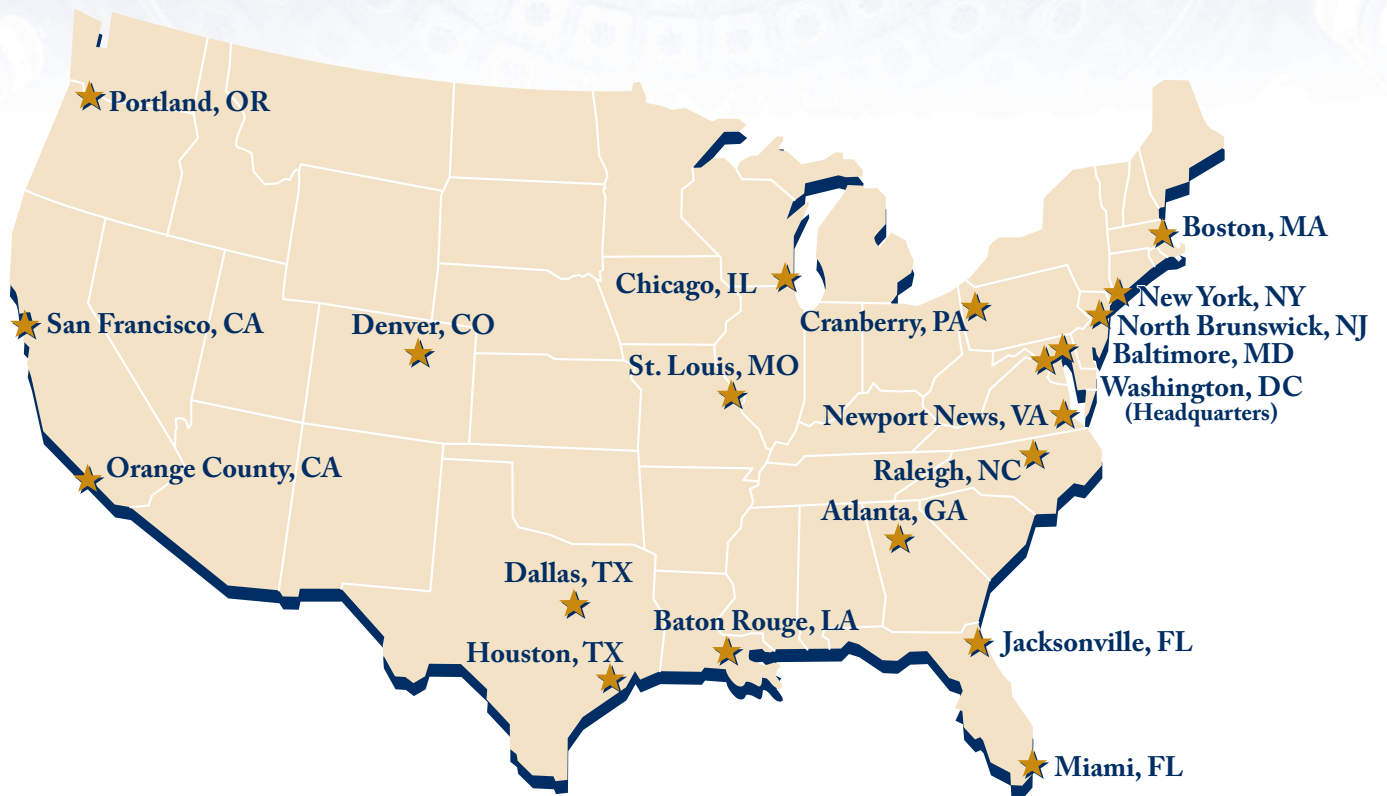 Portland, OR
Boston, MA
Chicago, IL
New York, NY
Cranberry, PA
San Francisco, CA
Denver, CO
North Brunswick, NJ
Baltimore, MD
St. Louis, MO
Washington, DC
(Headquarters)
Newport News, VA
Orange County, CA
Raleigh, NC
Atlanta, GA
Dallas, TX
Baton Rouge, LA
Jacksonville, FL
Houston, TX
Miami, FL